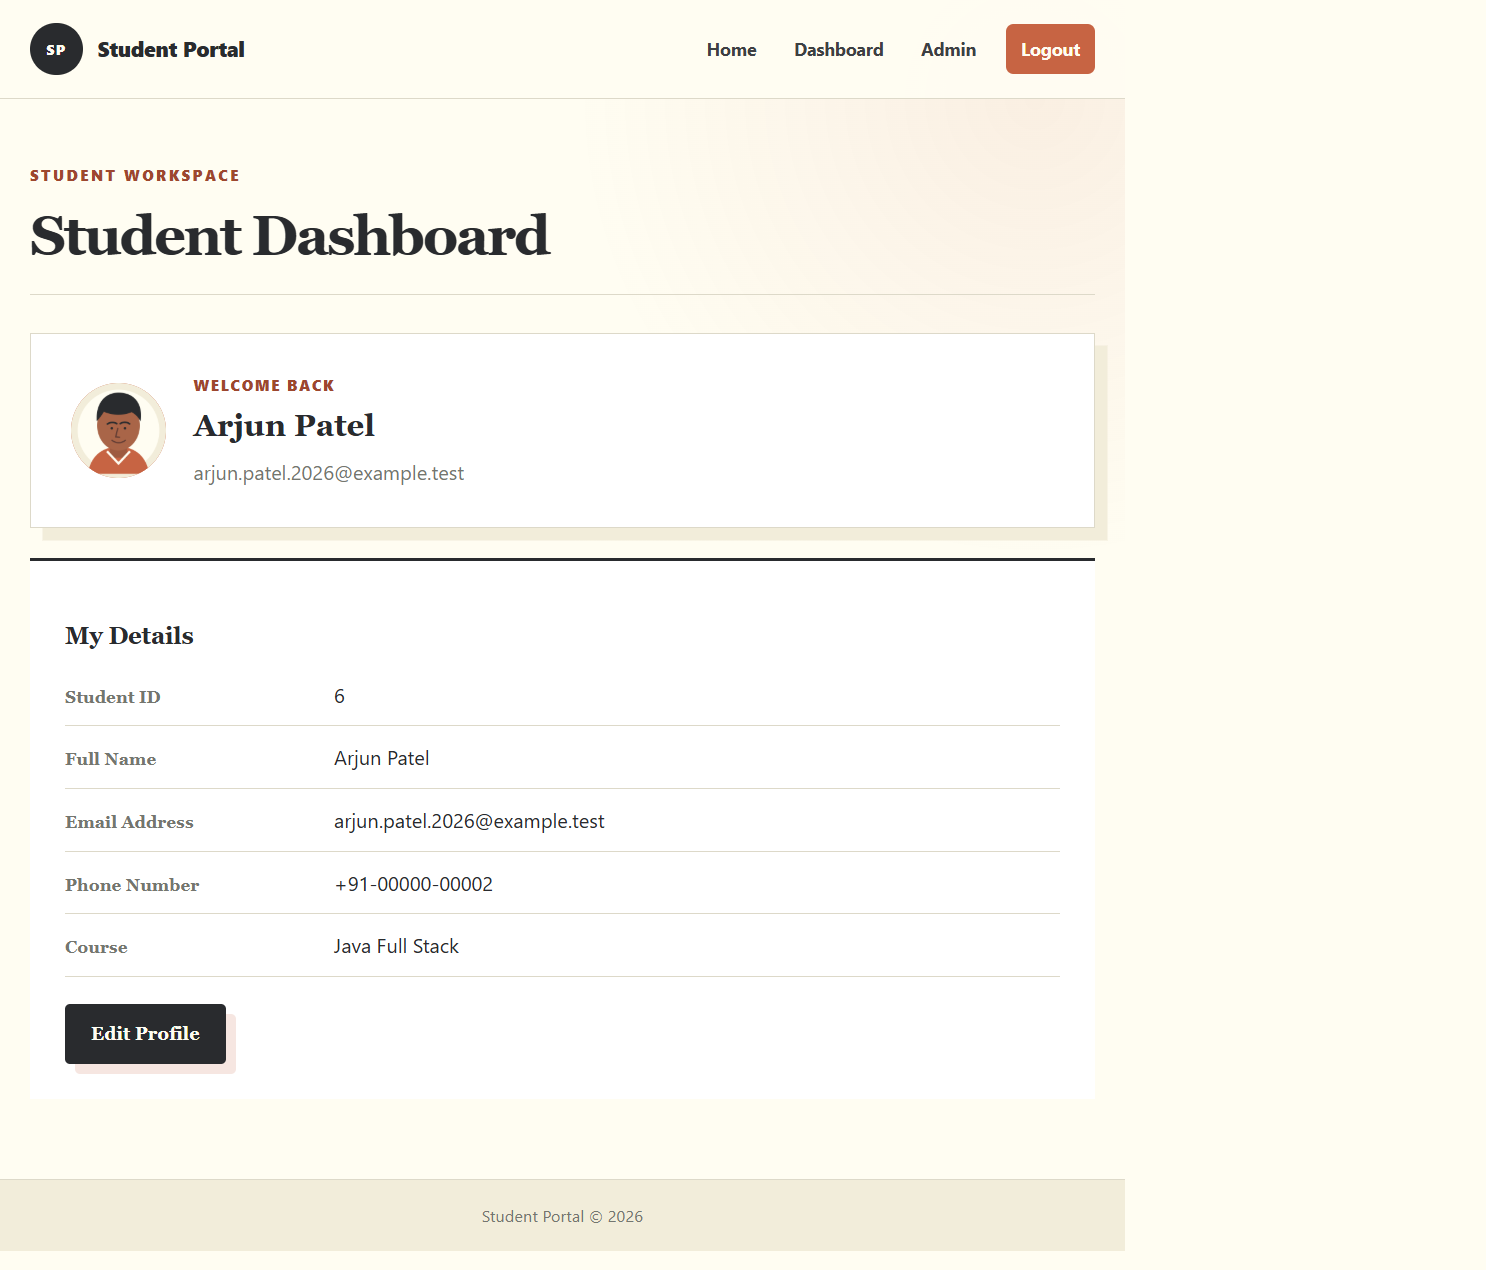 SP
Student Portal
Home
Dashboard
Admin
Logout
STUDENT WORKSPACE
Student Dashboard
WELCOME BACK
Arjun Patel
arjun.patel.2026@example.test
My Details
Student ID 6
Full Name Arjun Patel
Email Address arjun.patel.2026@example.test
Phone Number +91-00000-00002
Course Java Full Stack
Edit Profile
Student Portal © 2026